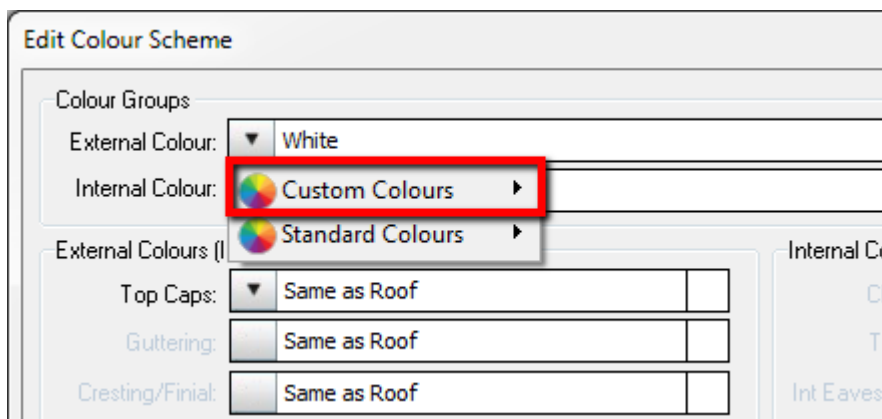 Edit Colour Scheme
Colour Groups
External Colour: White
Internal Colour:
Custom Colours
Standard Colours
External Colours (I
Internal Co
Top Caps: Same as Roof
Guttering: Same as Roof
Cresting/Finial: Same as Roof
Int Eaves